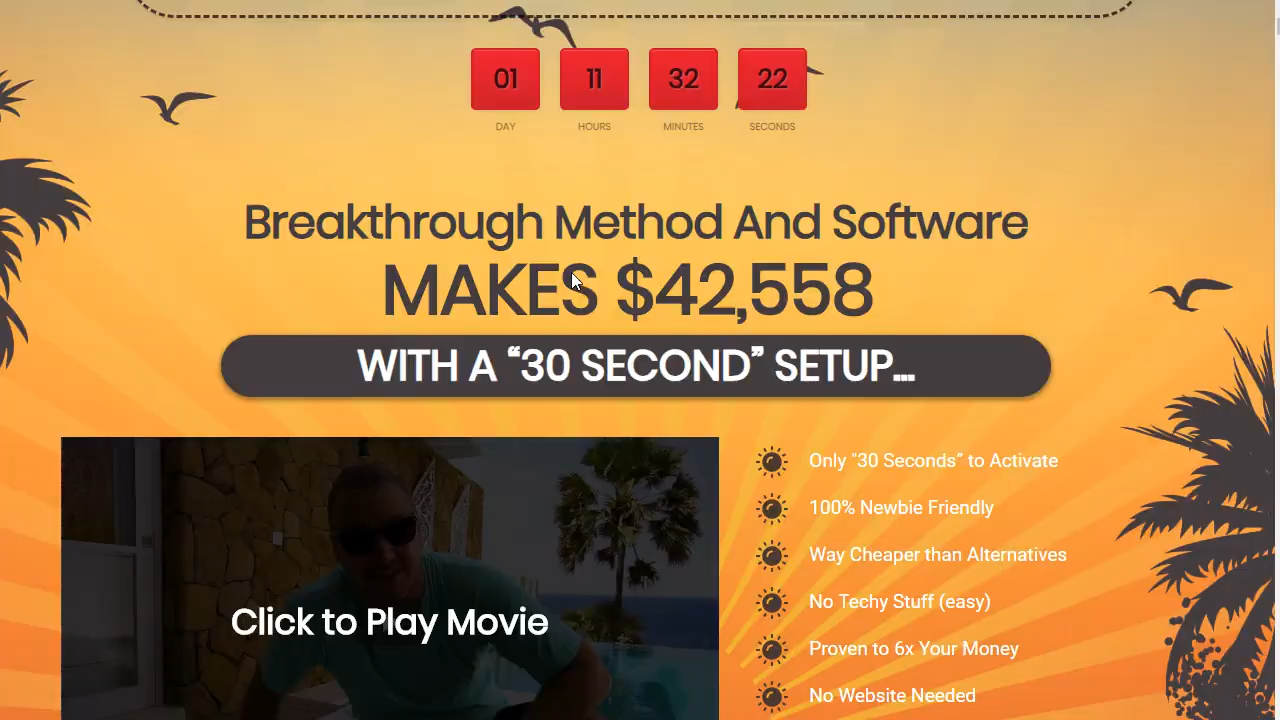 01 11 32 22
DAY HOURS MINUTES SECONDS
Breakthrough Method And Software
MAKES $42,558
WITH A “30 SECOND” SETUP...
Click to Play Movie
Only "30 Seconds” to Activate
100% Newbie Friendly
Way Cheaper than Alternatives
No Techy Stuff (easy)
Proven to 6x Your Money
No Website Needed